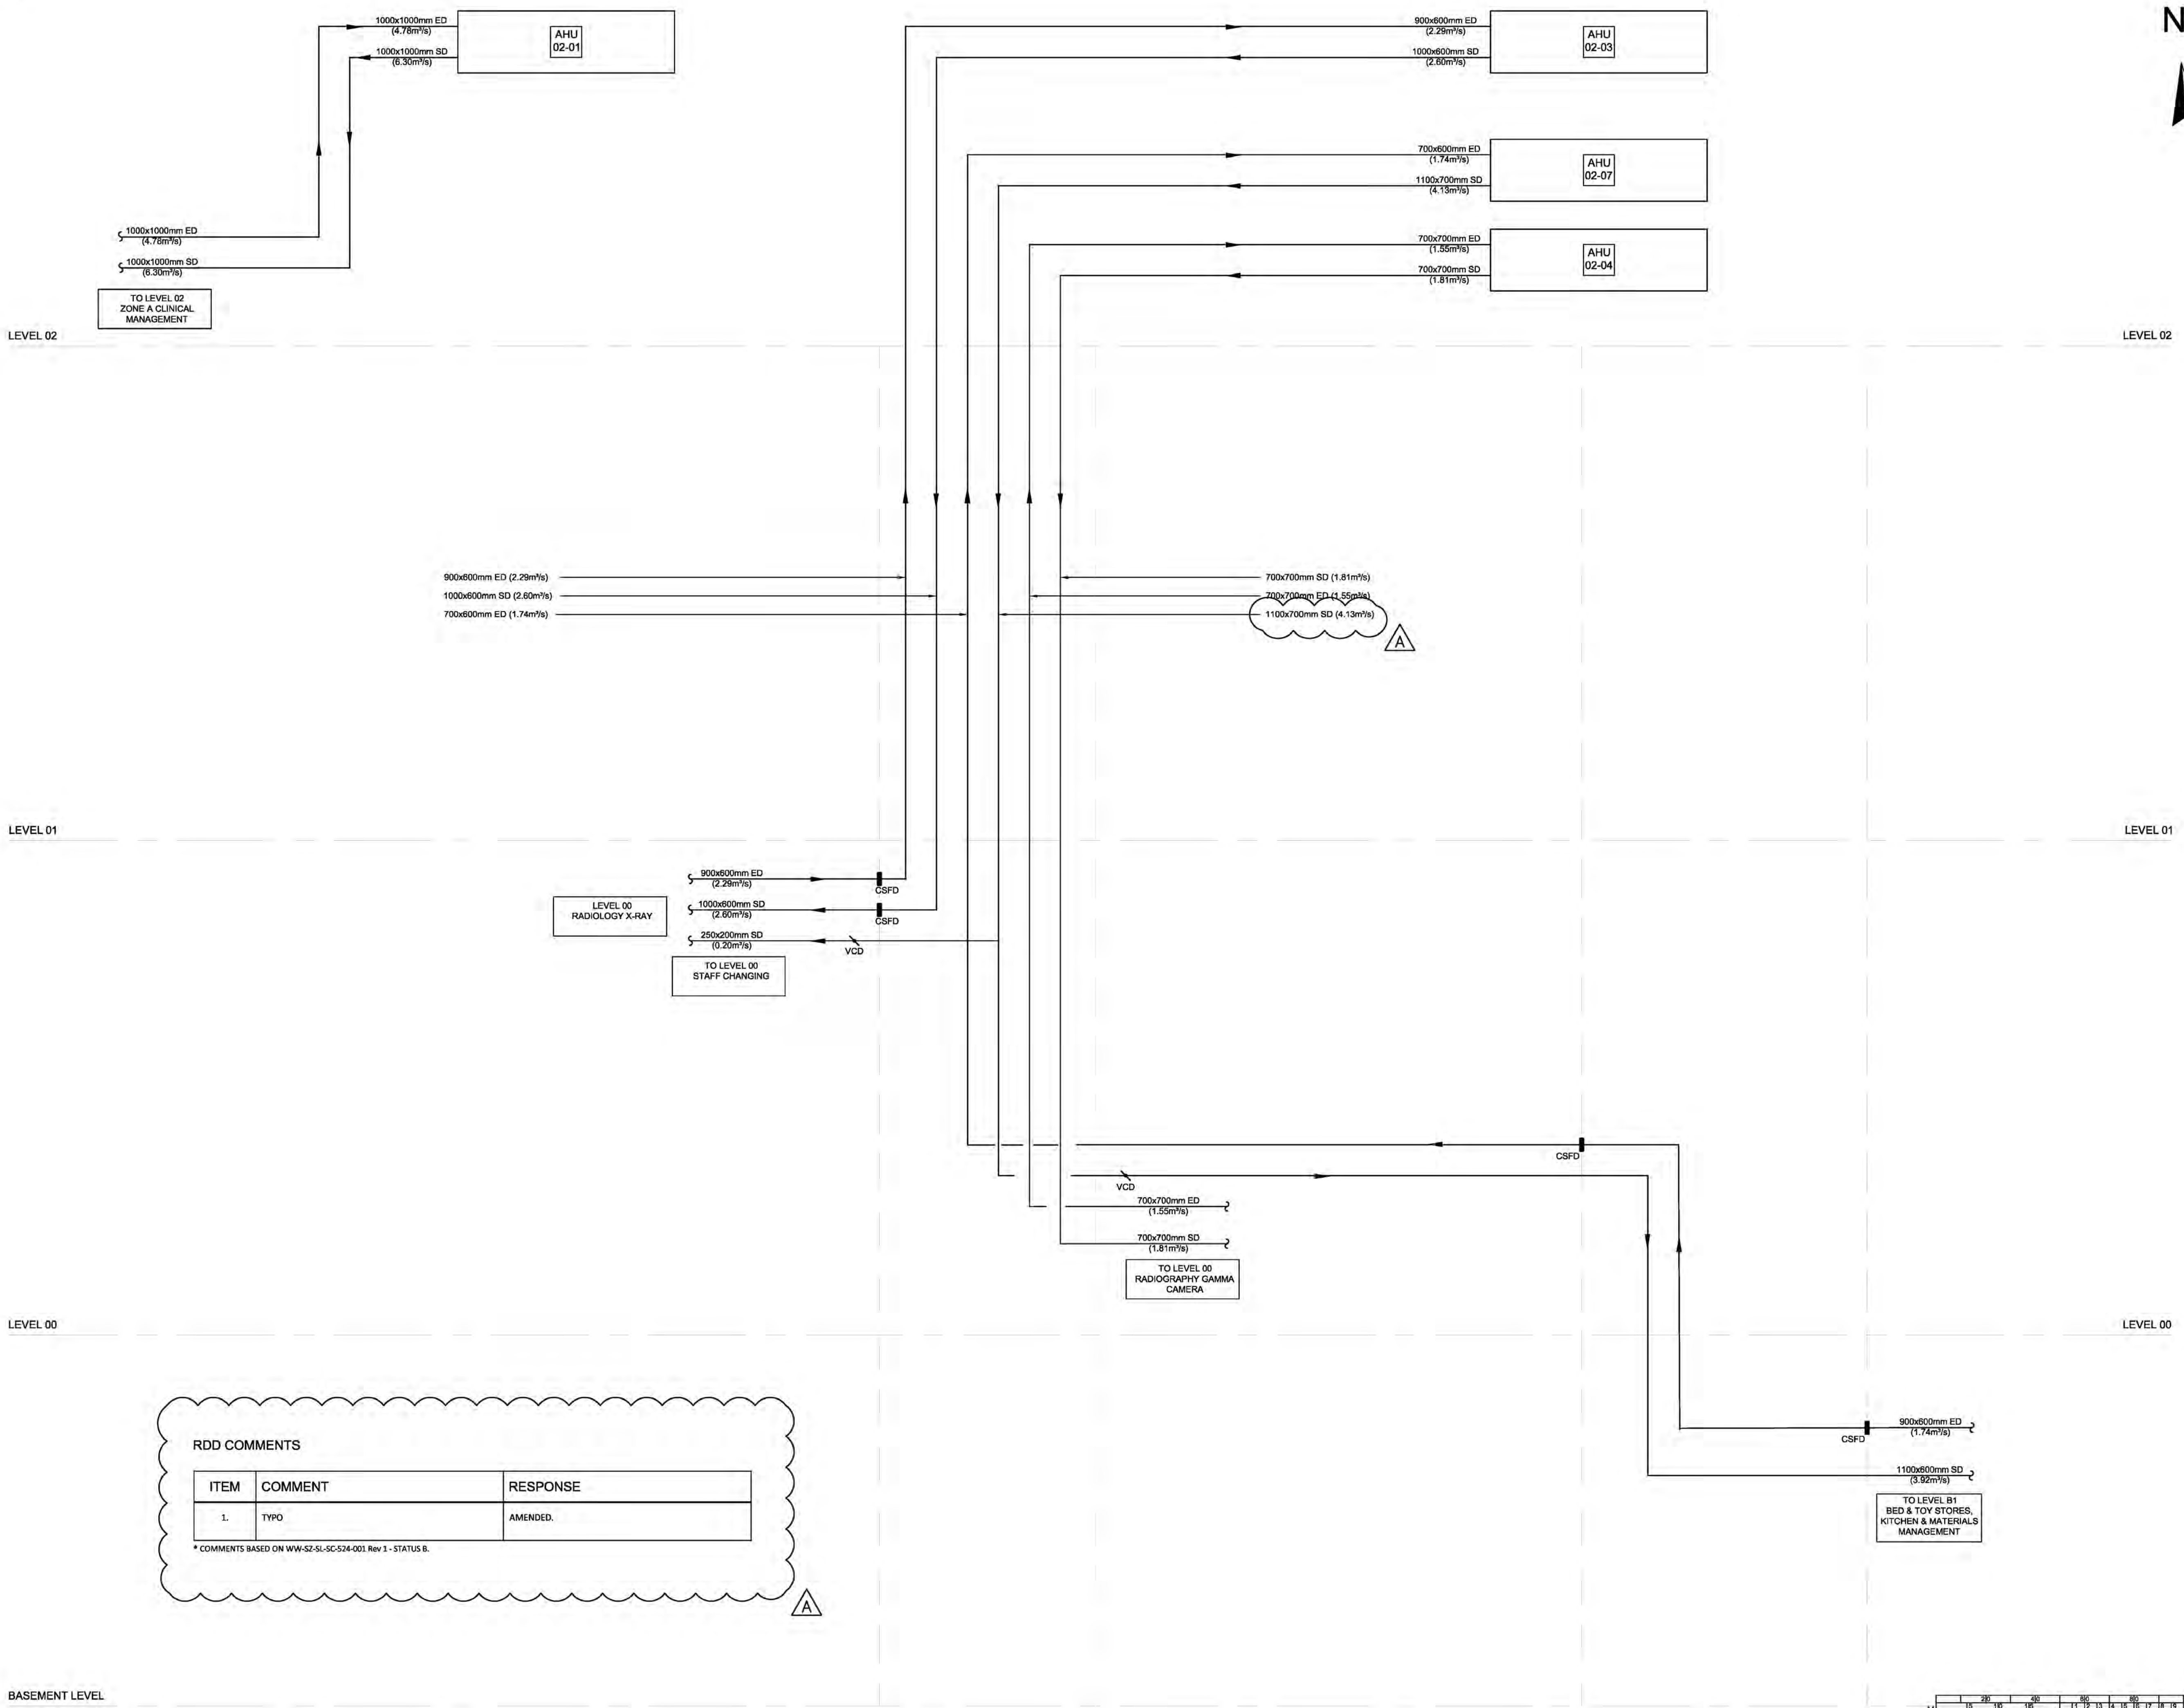 N
1000x1000mm ED
(4.78m³/s)
1000x1000mm SD
(6.30m³/s)
AHU
02-01
900x600mm ED
(2.29m³/s)
1000x600mm SD
(2.60m³/s)
AHU
02-03
700x600mm ED
(1.74m³/s)
1100x700mm SD
(4.13m³/s)
AHU
02-07
700x700mm ED
(1.55m³/s)
700x700mm SD
(1.81m³/s)
AHU
02-04
1000x1000mm ED
(4.78m³/s)
1000x1000mm SD
(6.30m³/s)
TO LEVEL 02
ZONE A CLINICAL
MANAGEMENT
LEVEL 02
LEVEL 02
900x600mm ED (2.29m³/s)
1000x600mm SD (2.60m³/s)
700x600mm ED (1.74m³/s)
700x700mm SD (1.81m³/s)
700x700mm ED (1.55m³/s)
1100x700mm SD (4.13m³/s)
A
LEVEL 01
LEVEL 01
900x600mm ED
(2.29m³/s)
CSFD
LEVEL 00
RADIOLOGY X-RAY
1000x600mm SD
(2.60m³/s)
CSFD
250x200mm SD
(0.20m³/s)
VCD
TO LEVEL 00
STAFF CHANGING
CSFD
VCD
700x700mm ED
(1.55m³/s)
700x700mm SD
(1.81m³/s)
TO LEVEL 00
RADIOGRAPHY GAMMA
CAMERA
LEVEL 00
LEVEL 00
900x600mm ED
(1.74m³/s)
CSFD
1100x600mm SD
(3.92m³/s)
TO LEVEL B1
BED & TOY STORES,
KITCHEN & MATERIALS
MANAGEMENT
RDD COMMENTS
ITEM COMMENT RESPONSE
1. TYPO AMENDED.
* COMMENTS BASED ON WW-SZ-SL-SC-524-001 Rev 1 - STATUS B.
A
BASEMENT LEVEL